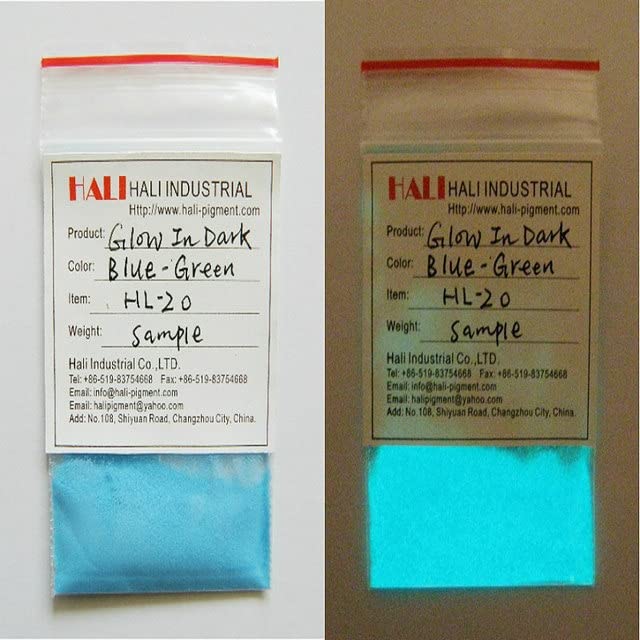 HALI HALI INDUSTRIAL
Http://www.hali-pigment.com
Product: Glow In Dark
Color: Blue-Green
Item: HL-20
Weight: Sample
Hali Industrial Co.,LTD.
Tel: +86-519-83754668 Fax: +86-519-83754668
Email: info@hali-pigment.com
Email: halipigment@yahoo.com
Add: No.108, Shiyuan Road, Changzhou City, China.
HALI HALI INDUSTRIAL
Http://www.hali-pigment.com
Product: Glow In Dark
Color: Blue-Green
Item: HL-20
Weight: Sample
Hali Industrial Co.,LTD.
Tel: +86-519-83754668 Fax: +86-519-83754668
Email: info@hali-pigment.com
Email: halipigment@yahoo.com
Add: No.108, Shiyuan Road, Changzhou City, China.